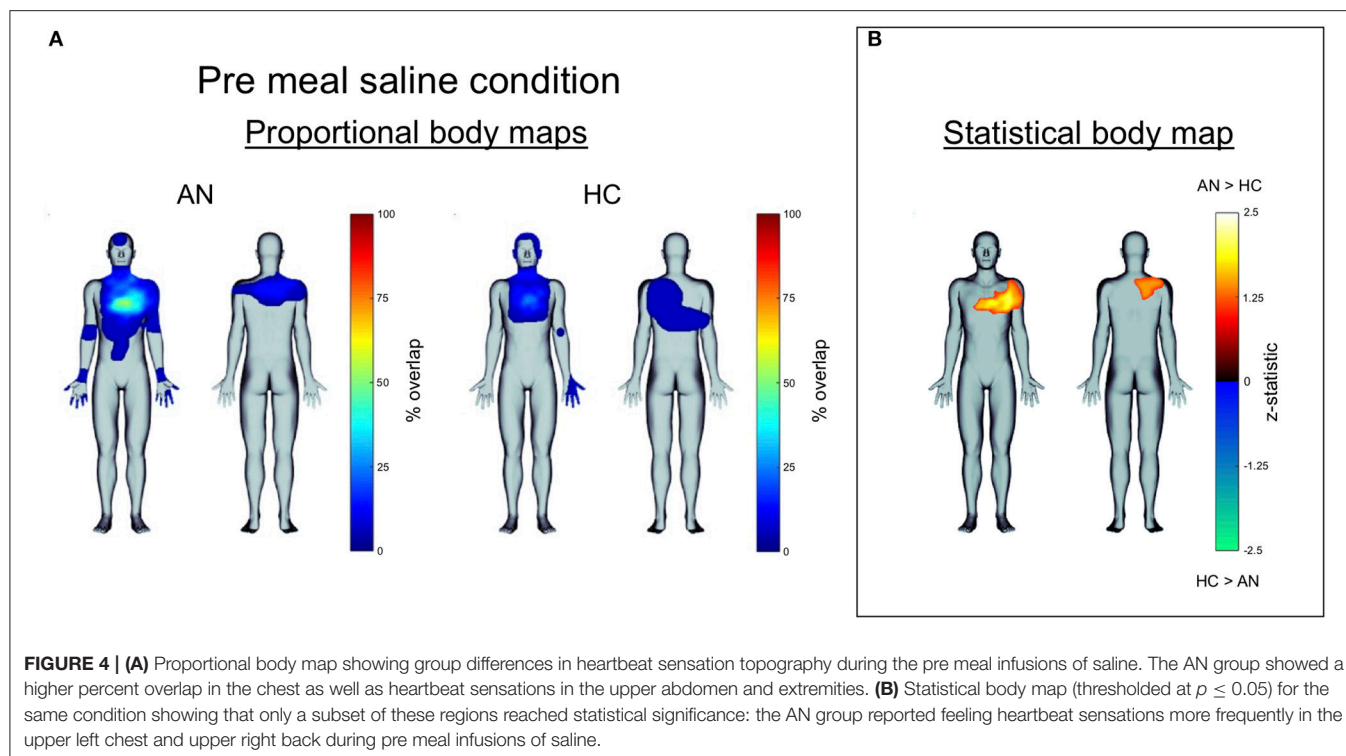 A
B
Pre meal saline condition
Proportional body maps
Statistical body map
AN
HC
AN > HC
100
75
50
25
0
% overlap
100
75
50
25
0
% overlap
2.5
1.25
0
-1.25
-2.5
z-statistic
HC > AN
FIGURE 4 | (A) Proportional body map showing group differences in heartbeat sensation topography during the pre meal infusions of saline. The AN group showed a
higher percent overlap in the chest as well as heartbeat sensations in the upper abdomen and extremities. (B) Statistical body map (thresholded at p ≤ 0.05) for the
same condition showing that only a subset of these regions reached statistical significance: the AN group reported feeling heartbeat sensations more frequently in the
upper left chest and upper right back during pre meal infusions of saline.